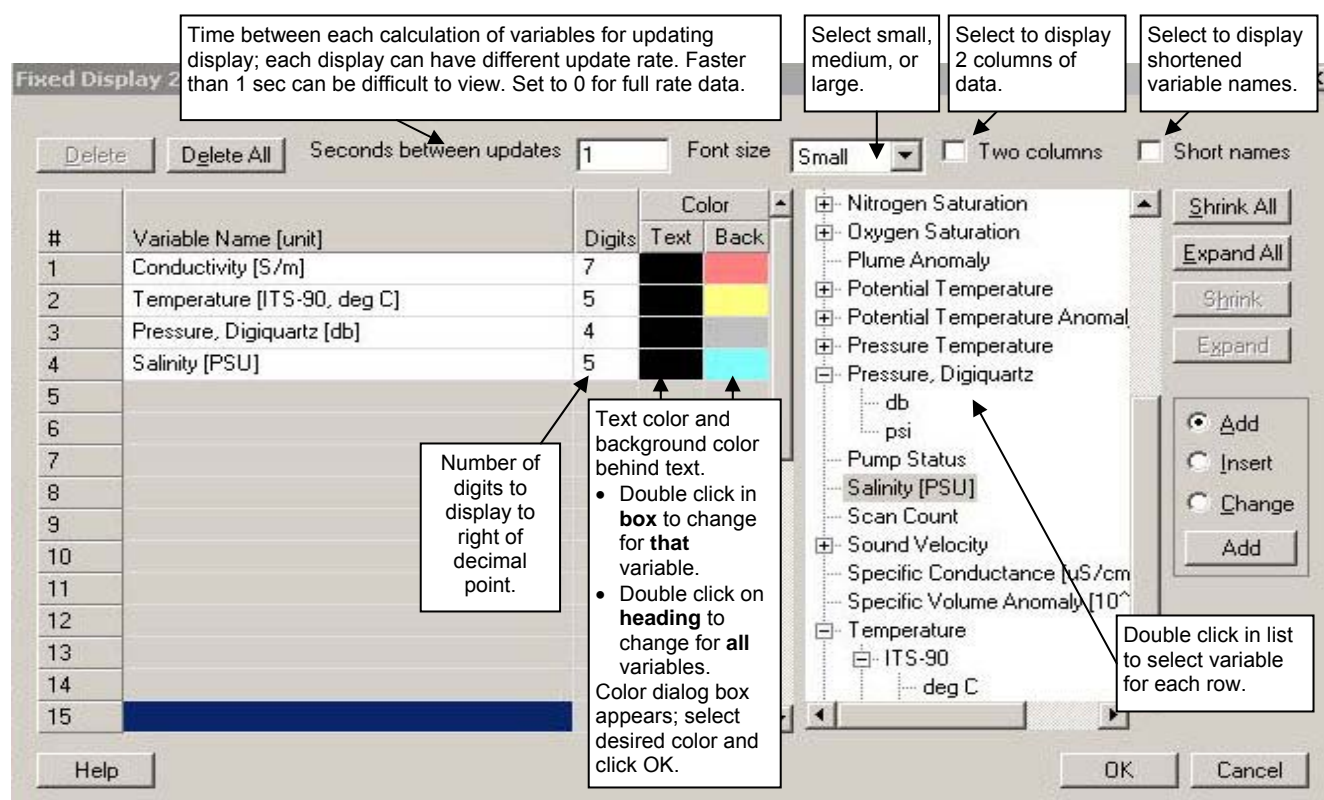 Time between each calculation of variables for updating
display; each display can have different update rate. Faster
than 1 sec can be difficult to view. Set to 0 for full rate data.
Select small,
medium, or
large.
Select to display
2 columns of
data.
Select to display
shortened
variable names.
Fixed Display 2
Delete
Delete All
Seconds between updates
1
Font size
Small
Two columns
Short names
# Variable Name [unit] Digits
Color
Text Back
1 Conductivity [S/m] 7
2 Temperature [ITS-90, deg C] 5
3 Pressure, Digiquartz [db] 4
4 Salinity [PSU] 5
5
6
7
8
9
10
11
12
13
14
15
Number of
digits to
display to
right of
decimal
point.
Text color and
background color
behind text.
• Double click in
box to change
for that
variable.
• Double click on
heading to
change for all
variables.
Color dialog box
appears; select
desired color and
click OK.
Nitrogen Saturation
Oxygen Saturation
Plume Anomaly
Potential Temperature
Potential Temperature Anomal
Pressure Temperature
Pressure, Digiquartz
db
psi
Pump Status
Salinity [PSU]
Scan Count
Sound Velocity
Specific Conductance [uS/cm
Specific Volume Anomaly [10^
Temperature
ITS-90
deg C
Double click in list
to select variable
for each row.
Shrink All
Expand All
Shrink
Expand
Add
Insert
Change
Add
Help
OK
Cancel